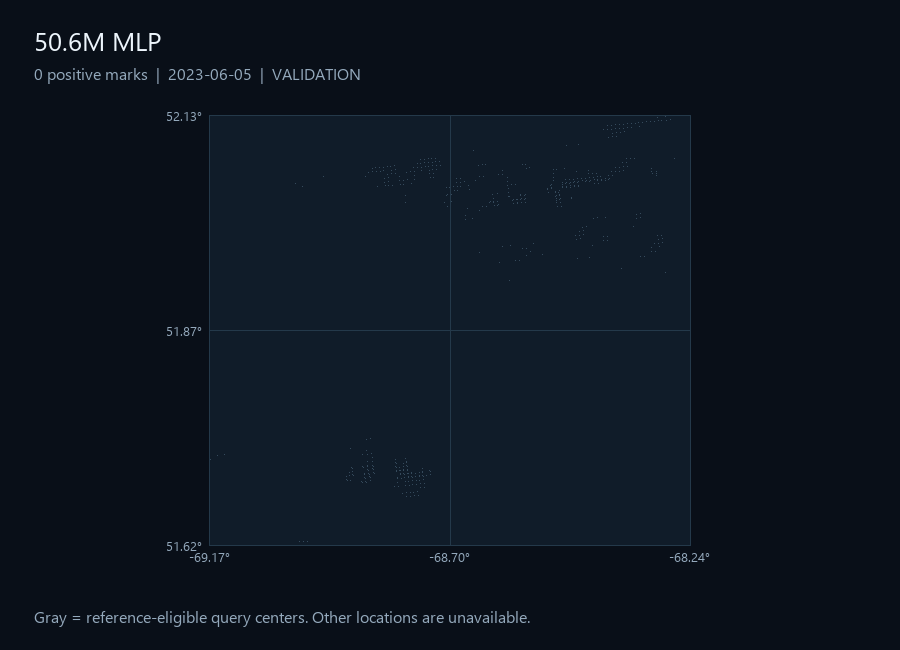 50.6M MLP
0 positive marks | 2023-06-05 | VALIDATION
52.13°
51.87°
51.62°
-69.17°
-68.70°
-68.24°
Gray = reference-eligible query centers. Other locations are unavailable.